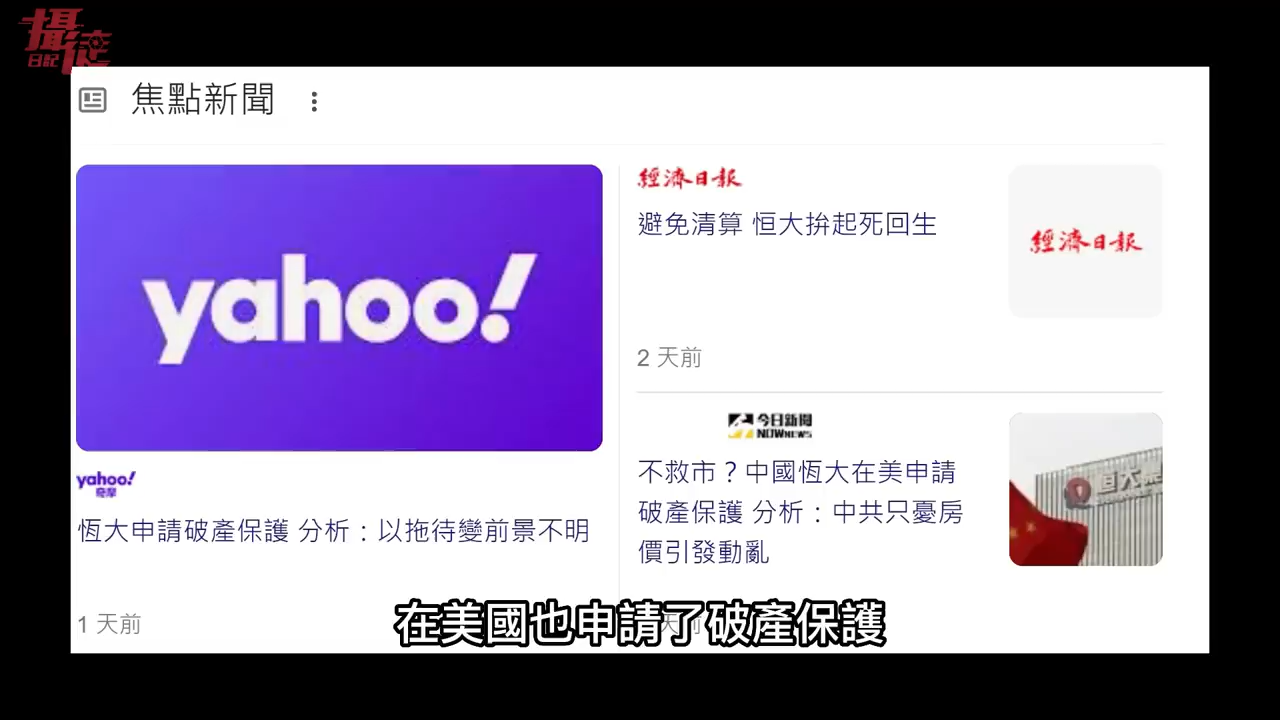 攝徒
日記
焦點新聞
yahoo!
yahoo!
奇摩
恆大申請破產保護 分析：以拖待變前景不明
1 天前
經濟日報
避免清算 恒大拚起死回生
經濟日報
2 天前
今日新聞
NOWnews
不救市？中國恆大在美申請
破產保護 分析：中共只憂房
價引發動亂
恒大
天前
在美國也申請了破產保護